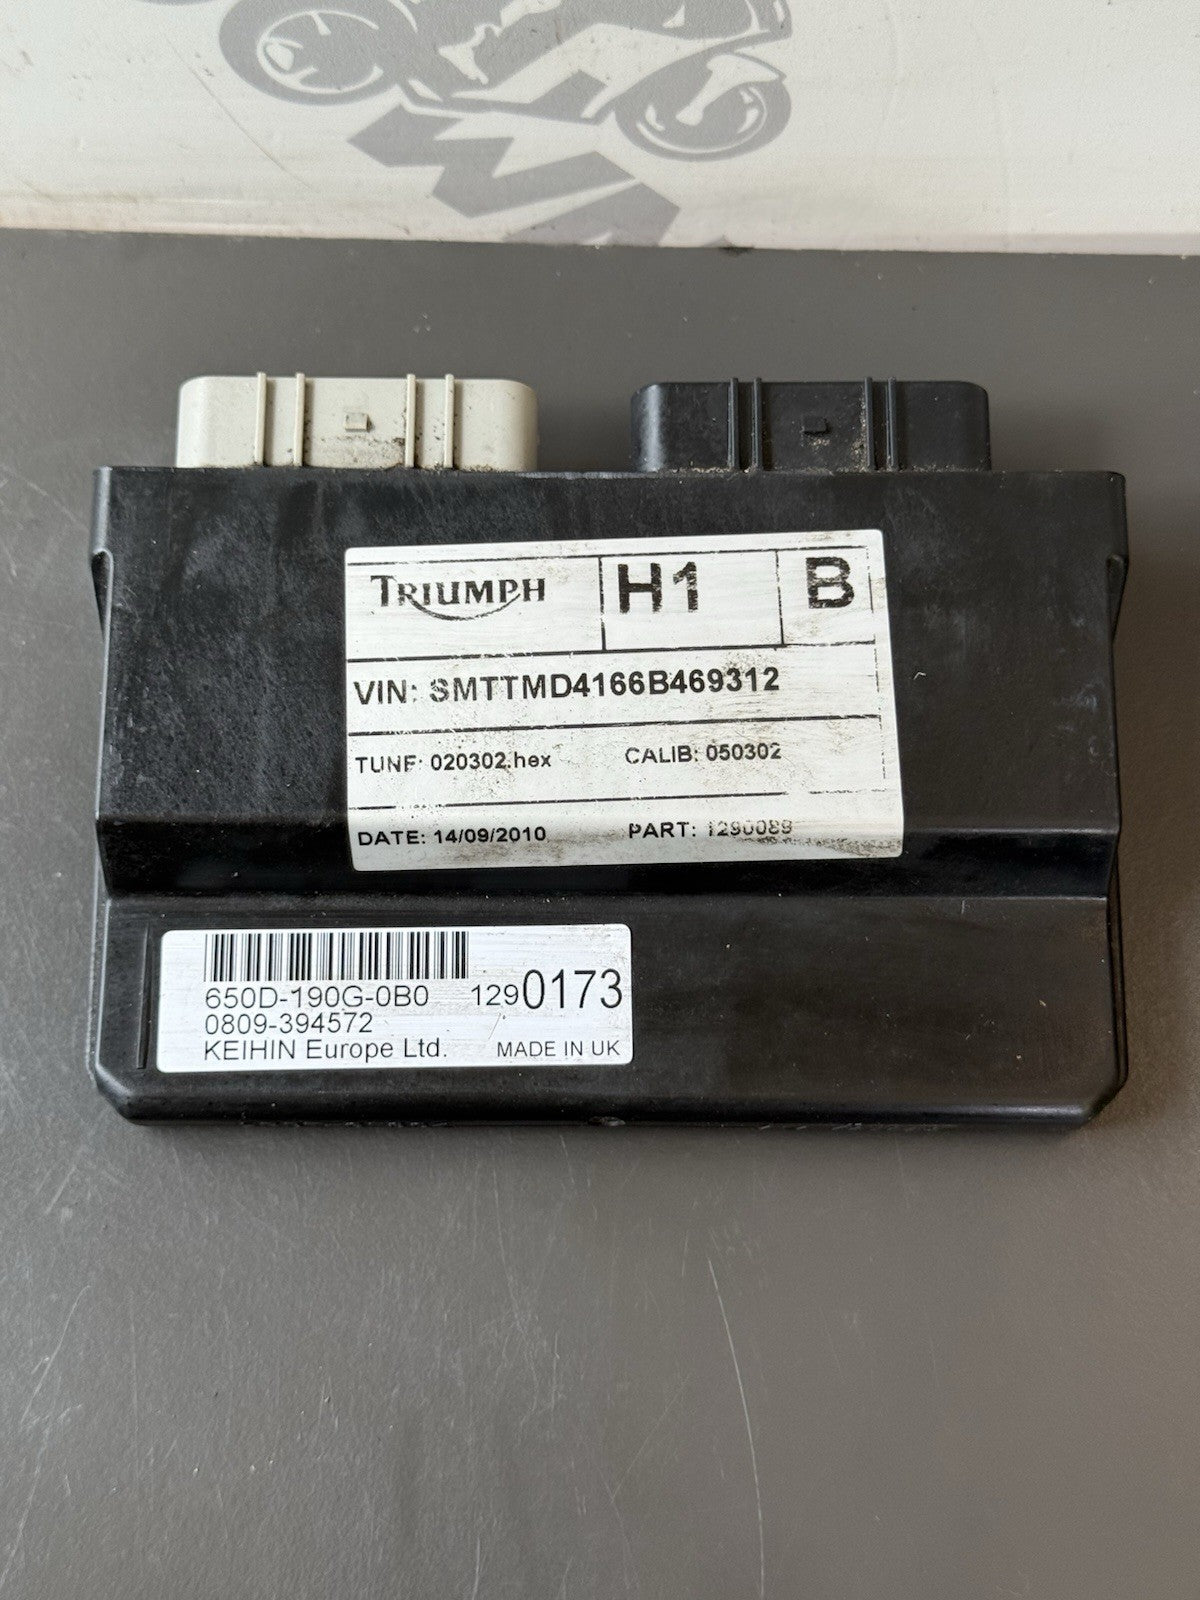 TRIUMPH H1 B
VIN: SMTTMD4166B469312
TUNE: 020302.hex CALIB: 050302
DATE: 14/09/2010 PART: 1290089
650D-190G-0B0 1290173
0809-394572
KEIHIN Europe Ltd. MADE IN UK